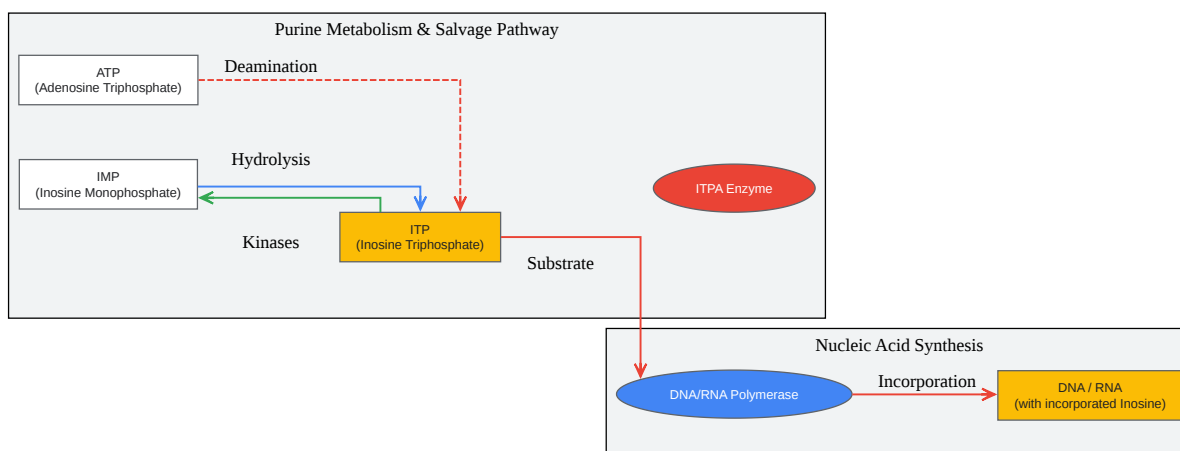 Purine Metabolism & Salvage Pathway
ATP
(Adenosine Triphosphate)
Deamination
IMP
(Inosine Monophosphate)
Hydrolysis
ITPA Enzyme
ITP
(Inosine Triphosphate)
Kinases
Substrate
Nucleic Acid Synthesis
DNA/RNA Polymerase
Incorporation
DNA / RNA
(with incorporated Inosine)